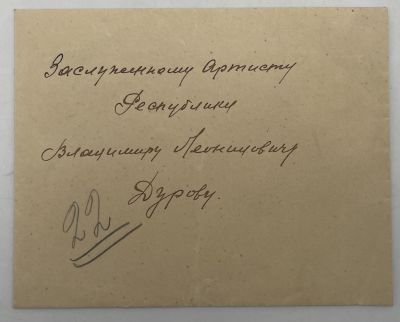 Заслуженному Артисту
Республики
Владимиру Леонидовичу
Дурову.
22